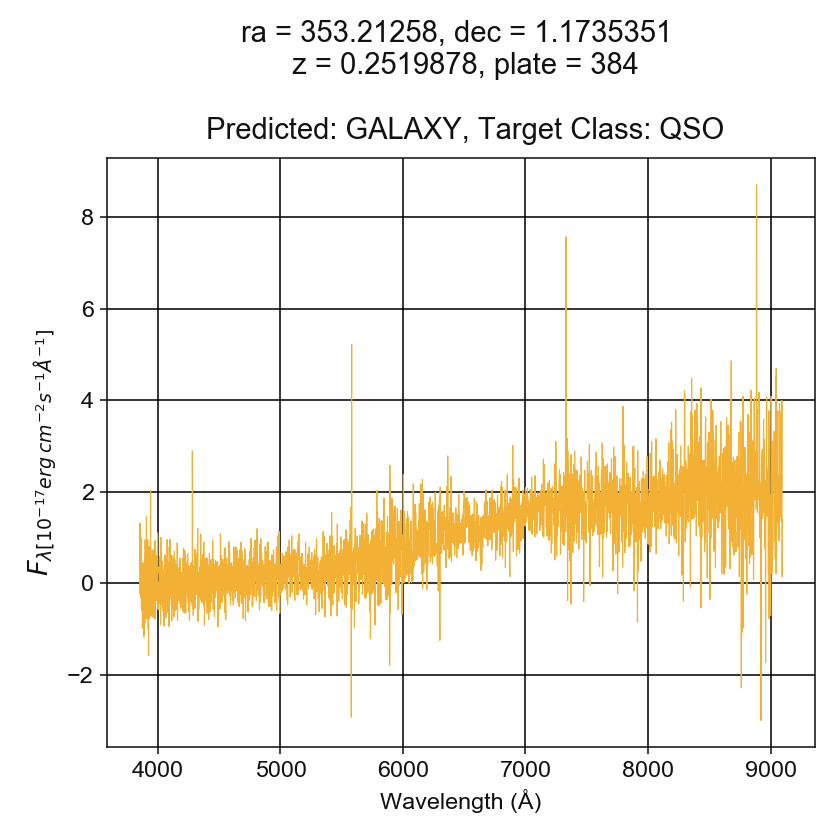 ra = 353.21258, dec = 1.1735351
z = 0.2519878, plate = 384
Predicted: GALAXY, Target Class: QSO
8
6
4
2
0
−2
F_{λ[10^{−17} erg cm^{−2} s^{−1} Å^{−1}]}
4000 5000 6000 7000 8000 9000
Wavelength (Å)